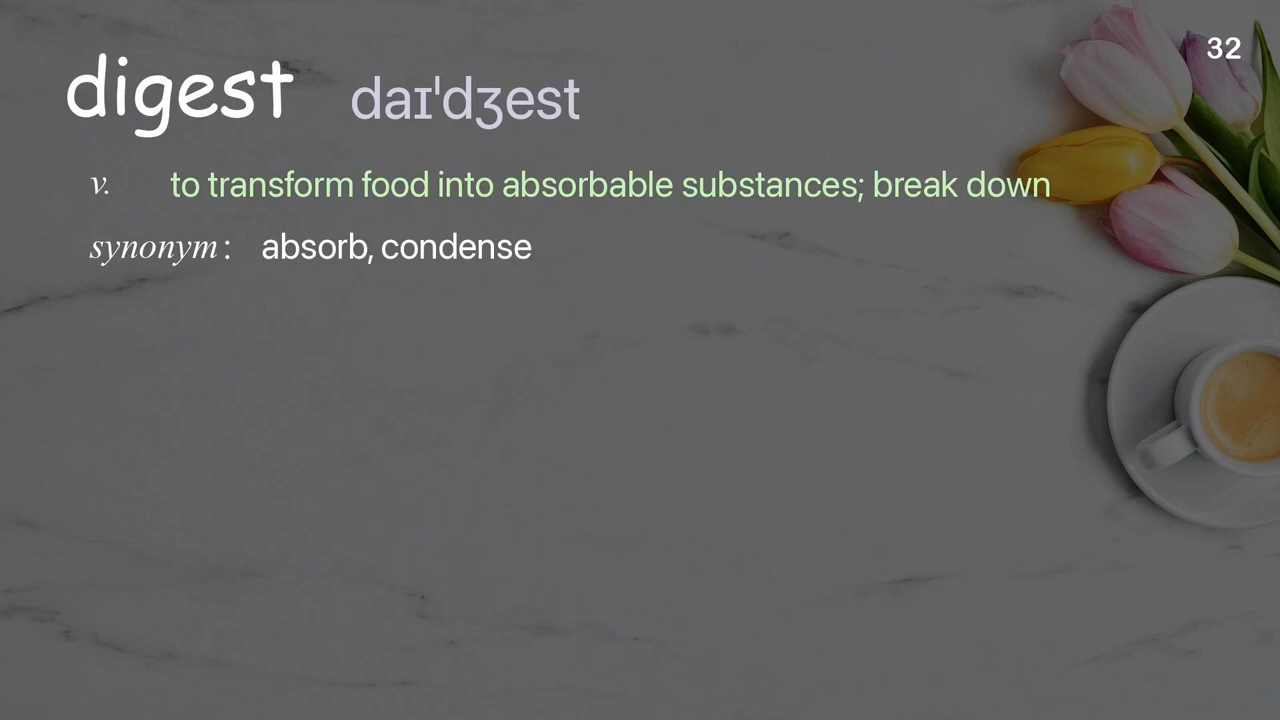 32
digest daɪˈdʒest
v. to transform food into absorbable substances; break down
synonym : absorb, condense